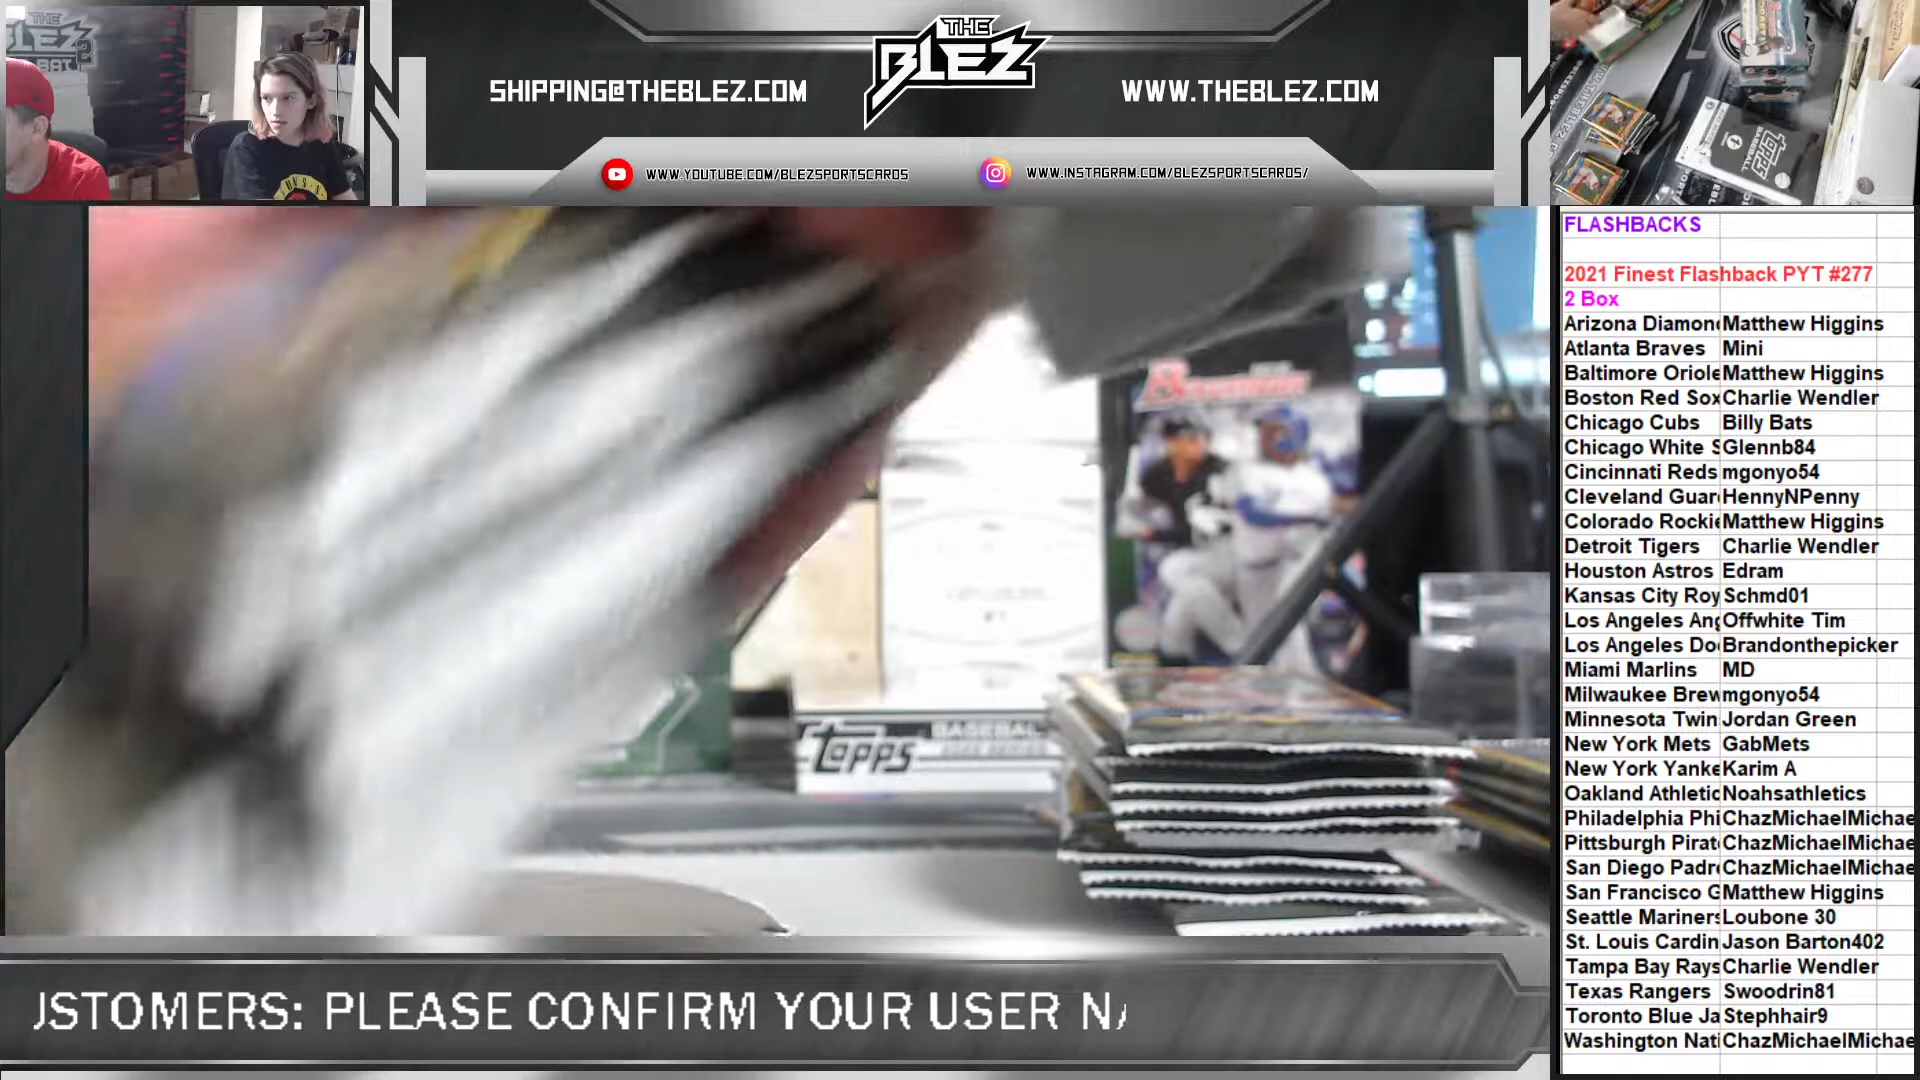 THE
BLEZ
SHIPPING@THEBLEZ.COM
WWW.THEBLEZ.COM
WWW.YOUTUBE.COM/BLEZSPORTSCARDS
WWW.INSTAGRAM.COM/BLEZSPORTSCARDS/
TOPPS
BASEBALL
Bowman
TOPPS
BASEBAL
FLASHBACKS
2021 Finest Flashback PYT #277
2 Box
Arizona Diamon Matthew Higgins
Atlanta Braves Mini
Baltimore Oriole Matthew Higgins
Boston Red Sox Charlie Wendler
Chicago Cubs Billy Bats
Chicago White S Glennb84
Cincinnati Reds mgonyo54
Cleveland Guar HennyNPenny
Colorado Rockie Matthew Higgins
Detroit Tigers Charlie Wendler
Houston Astros Edram
Kansas City Roy Schmd01
Los Angeles Ang Offwhite Tim
Los Angeles Do Brandonthepicker
Miami Marlins MD
Milwaukee Brew mgonyo54
Minnesota Twin Jordan Green
New York Mets GabMets
New York Yanke Karim A
Oakland Athletic Noahsathletics
Philadelphia Phi ChazMichaelMichae
Pittsburgh Pirat ChazMichaelMichae
San Diego Padr ChazMichaelMichae
San Francisco G Matthew Higgins
Seattle Mariners Loubone 30
St. Louis Cardin Jason Barton402
Tampa Bay Rays Charlie Wendler
Texas Rangers Swoodrin81
Toronto Blue Ja Stephhair9
Washington Nati ChazMichaelMichae
USTOMERS: PLEASE CONFIRM YOUR USER NA